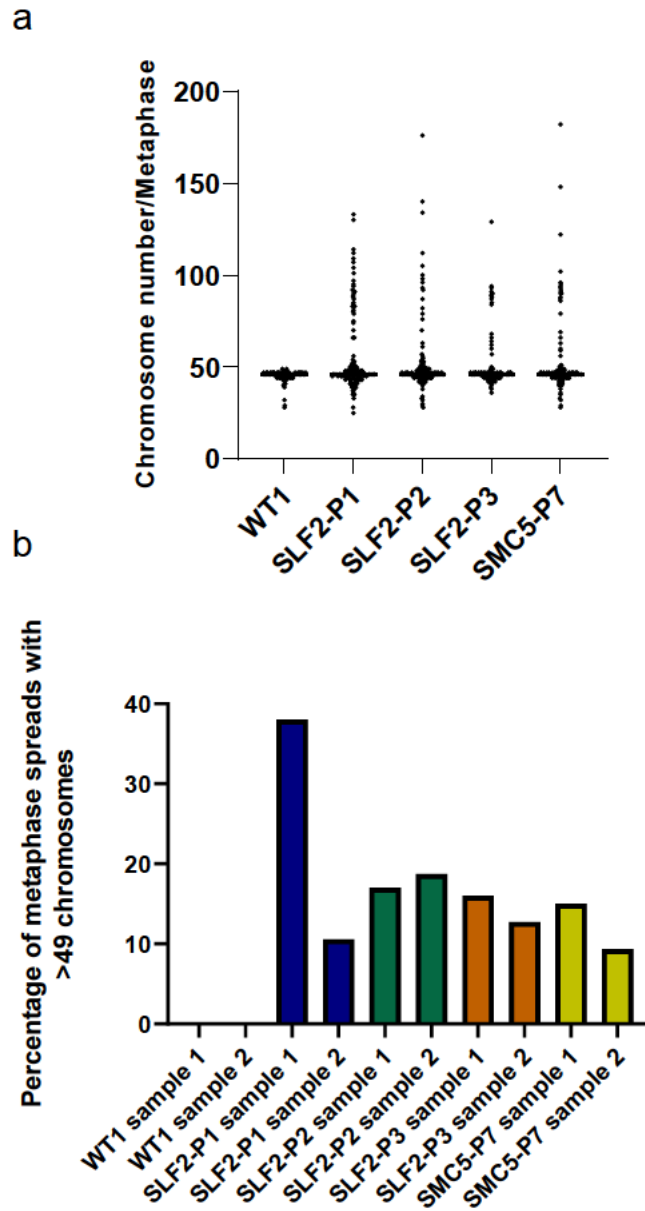 a
Chromosome number/Metaphase
200
150
100
50
0
WT1
SLF2-P1
SLF2-P2
SLF2-P3
SMC5-P7
b
Percentage of metaphase spreads with
>49 chromosomes
40
30
20
10
0
WT1 sample 1
WT1 sample 2
SLF2-P1 sample 1
SLF2-P1 sample 2
SLF2-P2 sample 1
SLF2-P2 sample 2
SLF2-P3 sample 1
SLF2-P3 sample 2
SMC5-P7 sample 1
SMC5-P7 sample 2